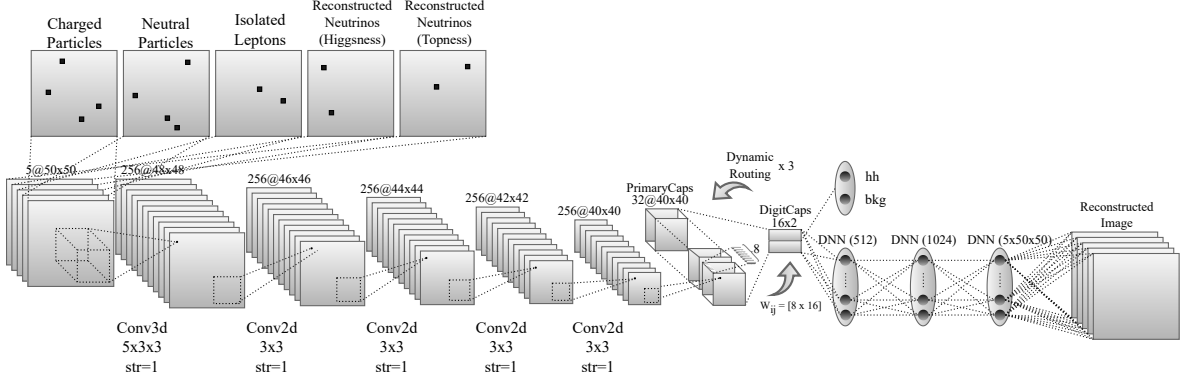 Charged
Particles
Neutral
Particles
Isolated
Leptons
Reconstructed
Neutrinos
(Higgsness)
Reconstructed
Neutrinos
(Topness)
5@50x50
256@48x48
256@46x46
256@44x44
256@42x42
256@40x40
PrimaryCaps
32@40x40
8
Dynamic
Routing
x 3
DigitCaps
16x2
W_ij = [8 x 16]
hh
bkg
DNN (512)
DNN (1024)
DNN (5x50x50)
Reconstructed
Image
Conv3d
5x3x3
str=1
Conv2d
3x3
str=1
Conv2d
3x3
str=1
Conv2d
3x3
str=1
Conv2d
3x3
str=1